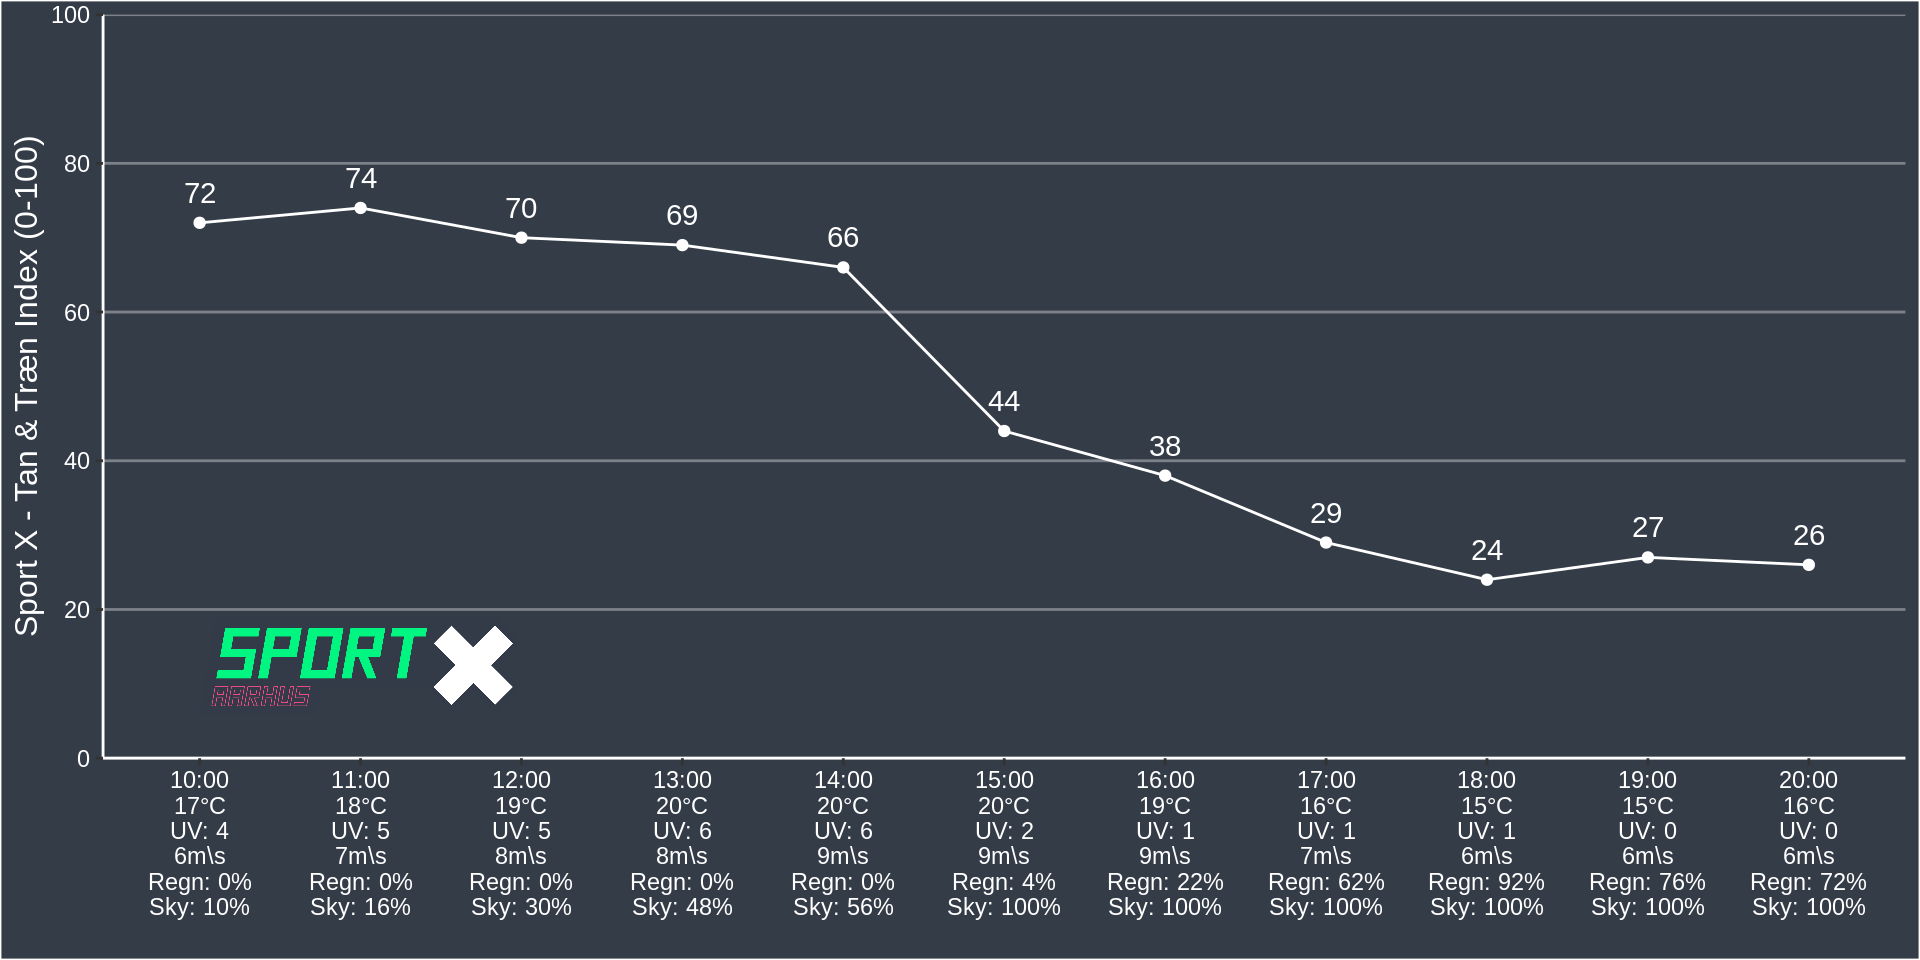 Sport X - Tan & Træn Index (0-100)
100
80
60
40
20
0
72
74
70
69
66
44
38
29
24
27
26
SPORT X
AARHUS
10:00
17°C
UV: 4
6m\s
Regn: 0%
Sky: 10%
11:00
18°C
UV: 5
7m\s
Regn: 0%
Sky: 16%
12:00
19°C
UV: 5
8m\s
Regn: 0%
Sky: 30%
13:00
20°C
UV: 6
8m\s
Regn: 0%
Sky: 48%
14:00
20°C
UV: 6
9m\s
Regn: 0%
Sky: 56%
15:00
20°C
UV: 2
9m\s
Regn: 4%
Sky: 100%
16:00
19°C
UV: 1
9m\s
Regn: 22%
Sky: 100%
17:00
16°C
UV: 1
7m\s
Regn: 62%
Sky: 100%
18:00
15°C
UV: 1
6m\s
Regn: 92%
Sky: 100%
19:00
15°C
UV: 0
6m\s
Regn: 76%
Sky: 100%
20:00
16°C
UV: 0
6m\s
Regn: 72%
Sky: 100%